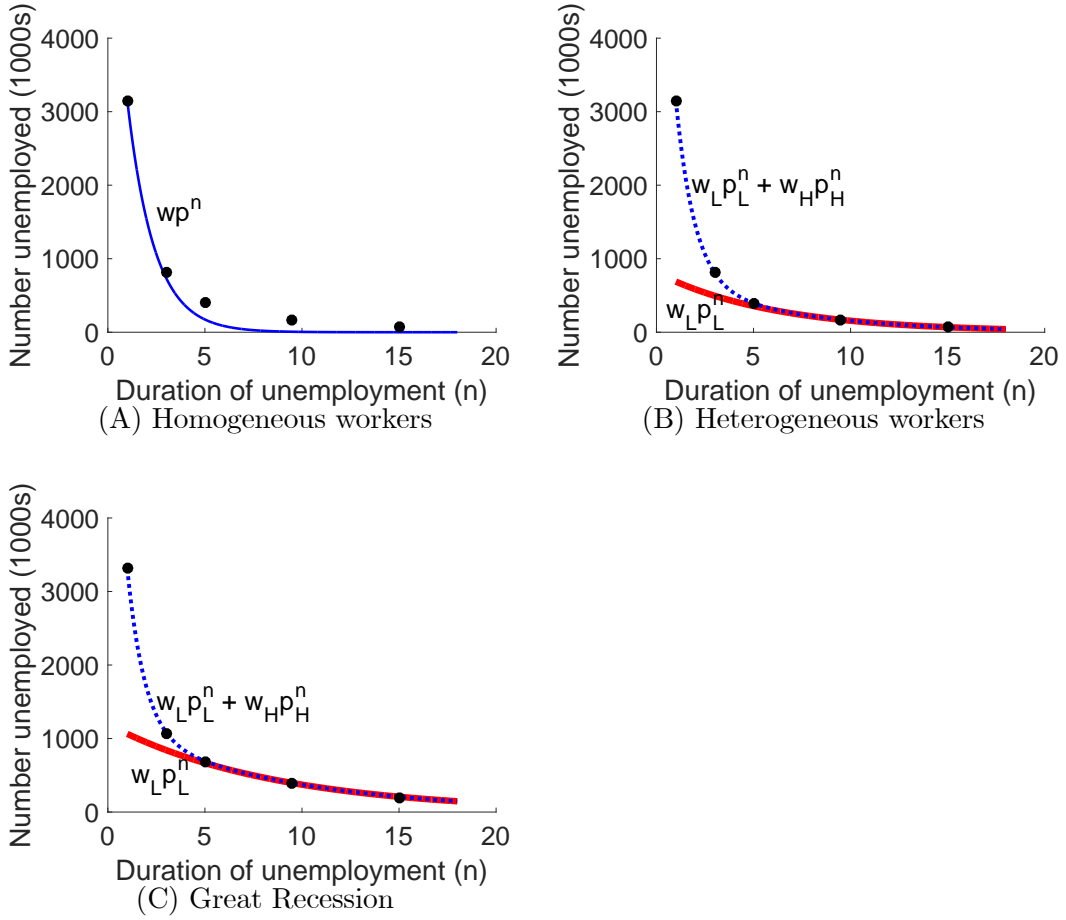 4000
3000
2000
1000
0
0 5 10 15 20
Number unemployed (1000s)
wpⁿ
Duration of unemployment (n)
(A) Homogeneous workers
4000
3000
2000
1000
0
0 5 10 15 20
Number unemployed (1000s)
w_L p_L^n + w_H p_H^n
w_L p_L^n
Duration of unemployment (n)
(B) Heterogeneous workers
4000
3000
2000
1000
0
0 5 10 15 20
Number unemployed (1000s)
w_L p_L^n + w_H p_H^n
w_L p_L^n
Duration of unemployment (n)
(C) Great Recession